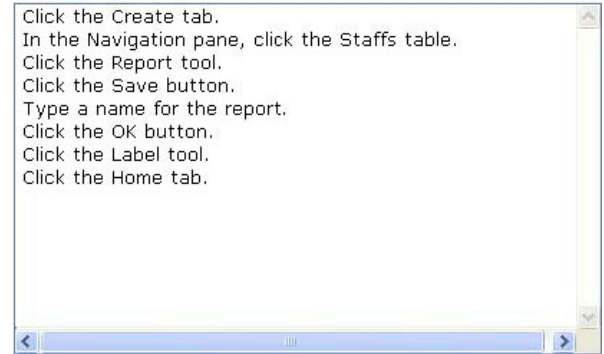 Click the Create tab.
In the Navigation pane, click the Staffs table.
Click the Report tool.
Click the Save button.
Type a name for the report.
Click the OK button.
Click the Label tool.
Click the Home tab.